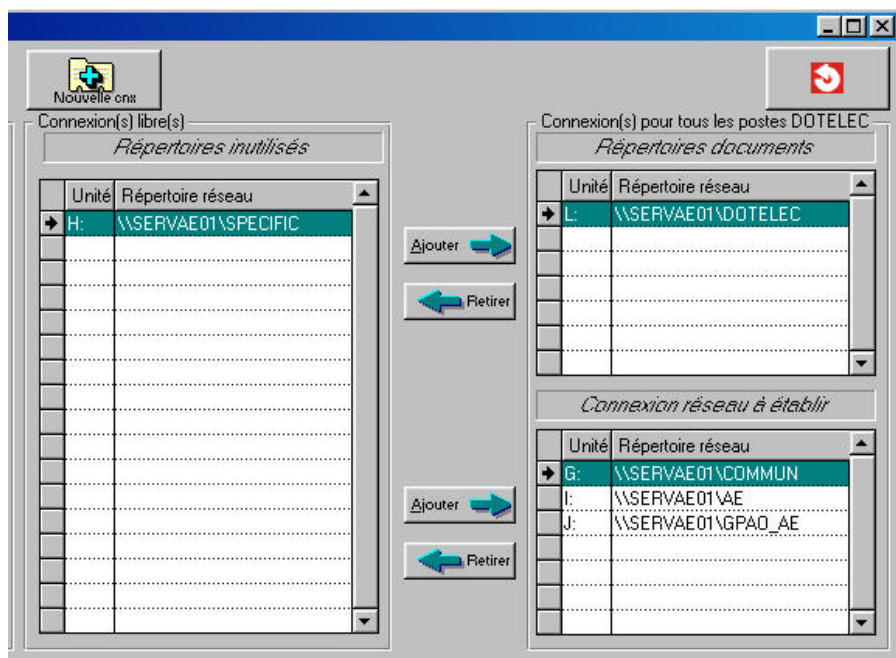 Nouvelle cnx
Connexion(s) libre(s)
Répertoires inutilisés
Unité Répertoire réseau
H: \\SERVAE01\SPECIFIC
Ajouter
Retirer
Ajouter
Retirer
Connexion(s) pour tous les postes DOTELEC
Répertoires documents
Unité Répertoire réseau
L: \\SERVAE01\DOTELEC
Connexion réseau à établir
Unité Répertoire réseau
G: \\SERVAE01\COMMUN
I: \\SERVAE01\AE
J: \\SERVAE01\GPAO_AE